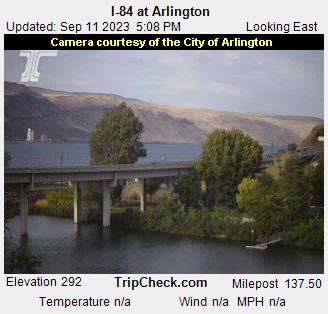 I-84 at Arlington
Updated: Sep 11 2023 5:08 PM Looking East
Camera courtesy of the City of Arlington
Elevation 292 TripCheck.com Milepost 137.50
Temperature n/a Wind n/a MPH n/a